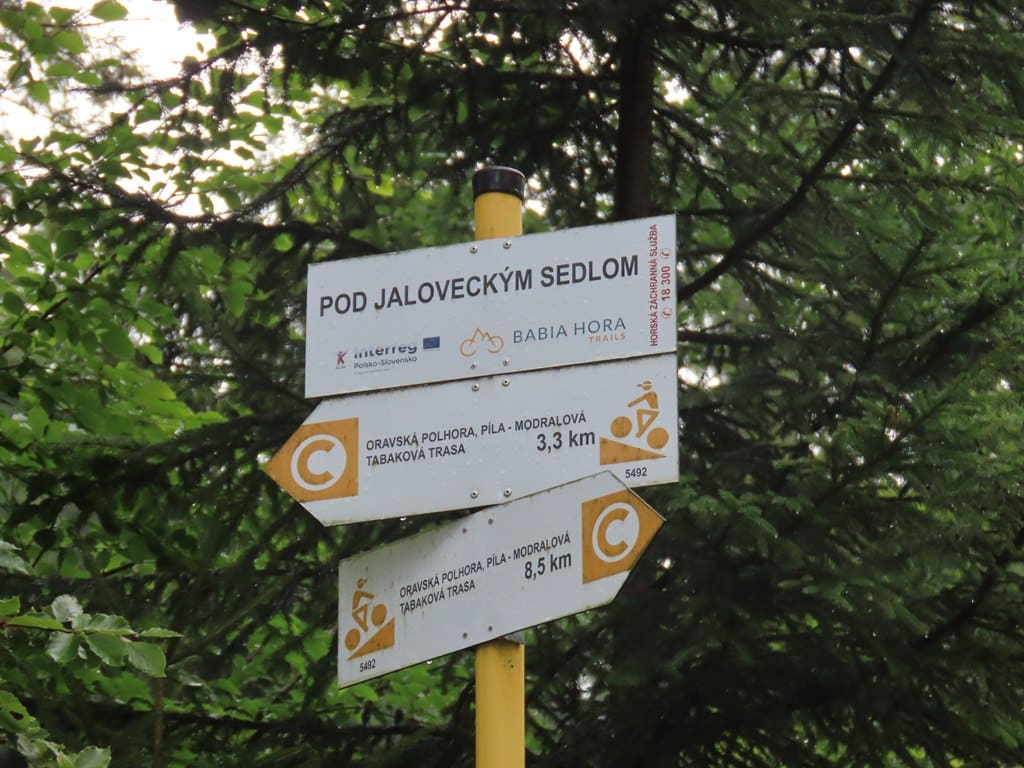 POD JALOVECKÝM SEDLOM
HORSKÁ ZÁCHRANNÁ SLUŽBA
✆ 18 300 ✆
Interreg
Poľsko-Slovensko
BABIA HORA
TRAILS
C
ORAVSKÁ POLHORA, PÍLA - MODRALOVÁ
TABAKOVÁ TRASA
3,3 km
5492
ORAVSKÁ POLHORA, PÍLA - MODRALOVÁ
TABAKOVÁ TRASA
8,5 km
C
5492